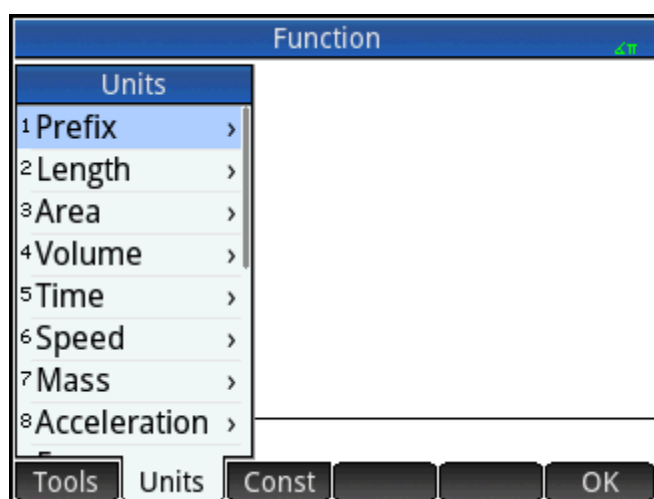 Function
∡π
Units
1 Prefix ›
2 Length ›
3 Area ›
4 Volume ›
5 Time ›
6 Speed ›
7 Mass ›
8 Acceleration ›
Tools Units Const OK